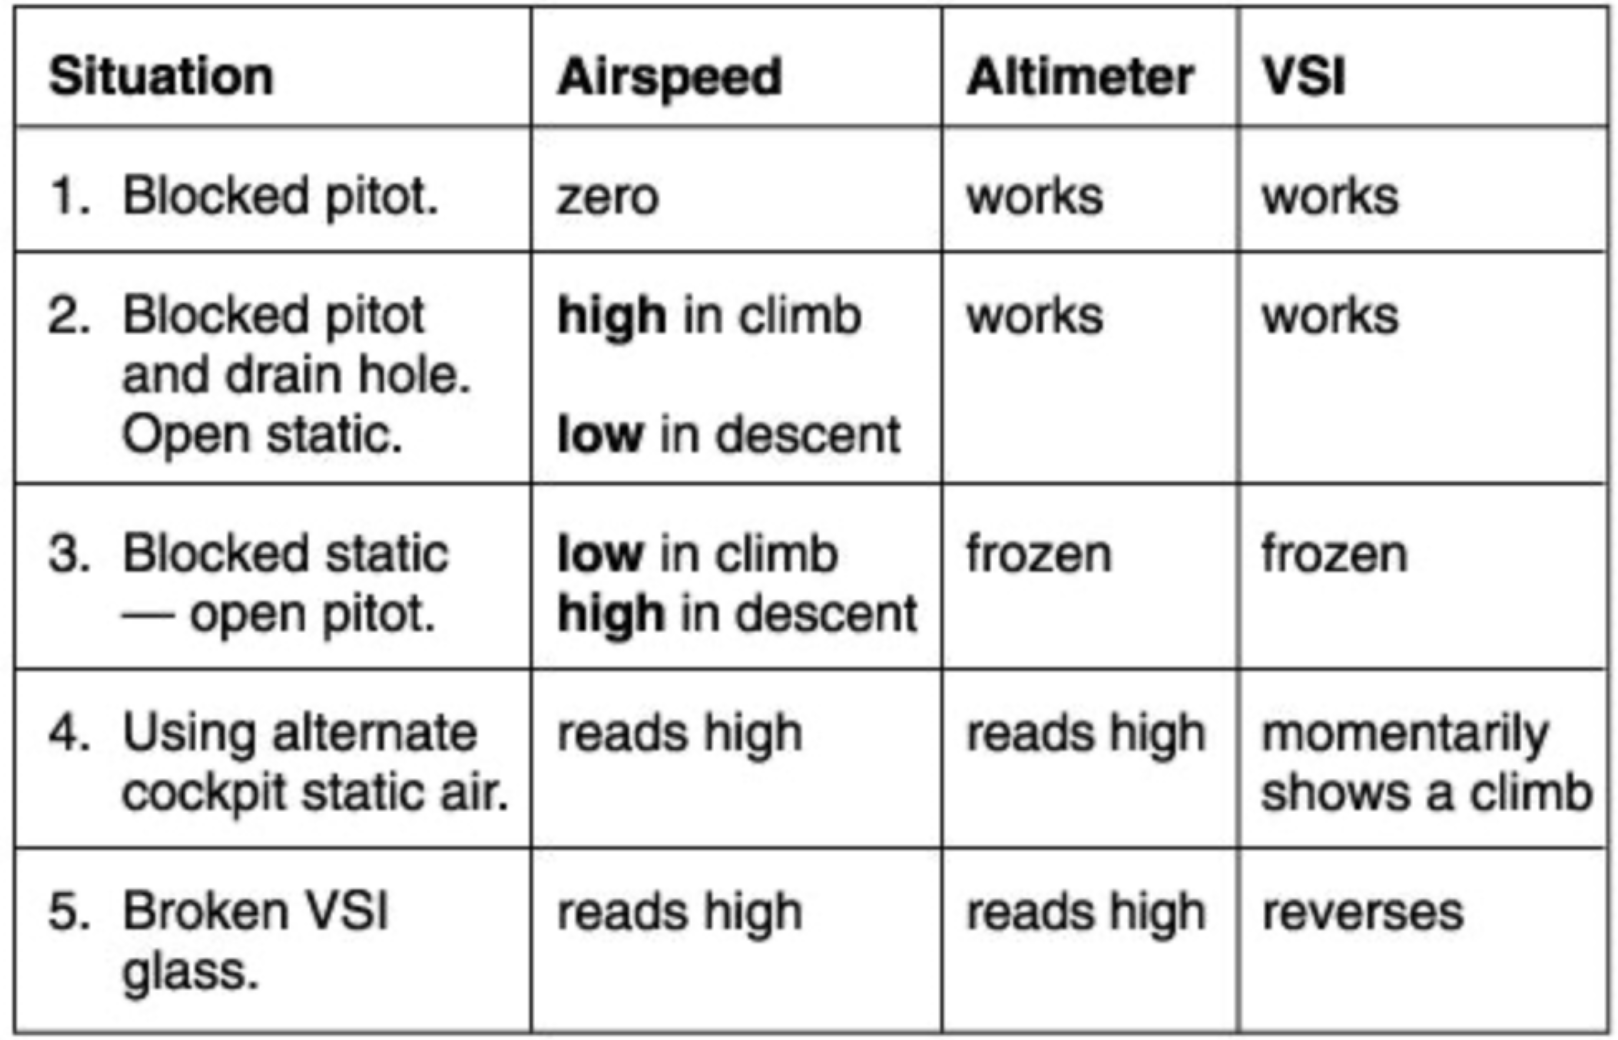 Situation Airspeed Altimeter VSI
1. Blocked pitot. zero works works
2. Blocked pitot high in climb works works
and drain hole.
Open static. low in descent
3. Blocked static low in climb frozen frozen
— open pitot. high in descent
4. Using alternate reads high reads high momentarily
cockpit static air. shows a climb
5. Broken VSI reads high reads high reverses
glass.